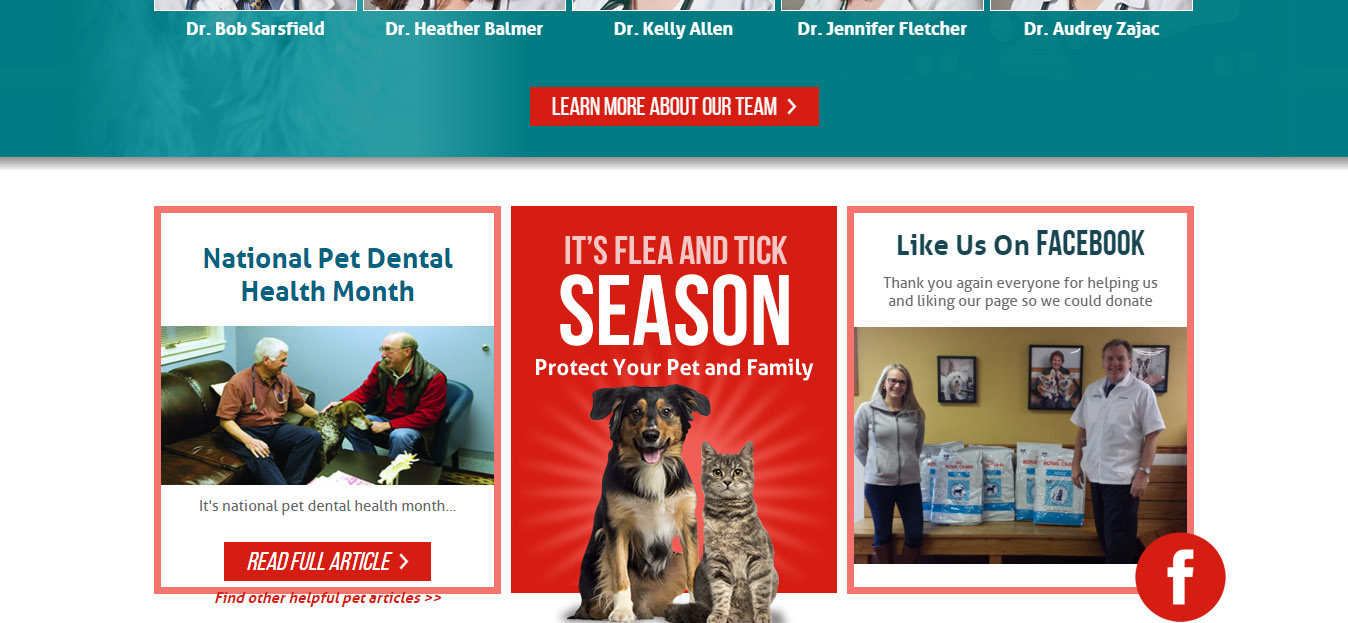 Dr. Bob Sarsfield
Dr. Heather Balmer
Dr. Kelly Allen
Dr. Jennifer Fletcher
Dr. Audrey Zajac
LEARN MORE ABOUT OUR TEAM >
National Pet Dental
Health Month
It's national pet dental health month...
READ FULL ARTICLE >
Find other helpful pet articles >>
IT'S FLEA AND TICK
SEASON
Protect Your Pet and Family
Like Us On FACEBOOK
Thank you again everyone for helping us
and liking our page so we could donate
ROYAL CANIN
f